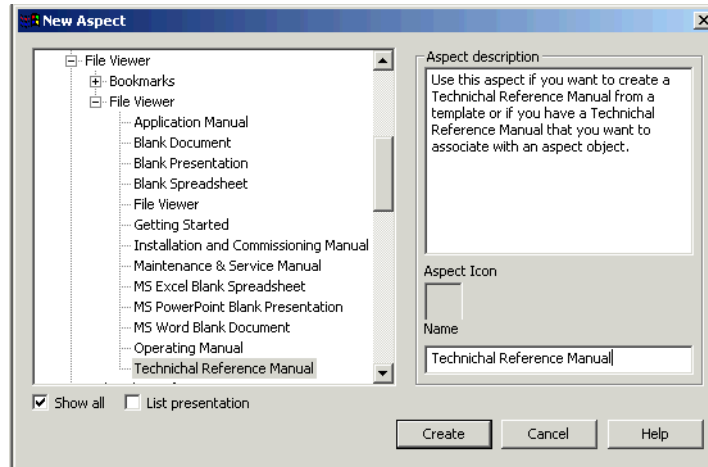 New Aspect
File Viewer
Bookmarks
File Viewer
Application Manual
Blank Document
Blank Presentation
Blank Spreadsheet
File Viewer
Getting Started
Installation and Commissioning Manual
Maintenance & Service Manual
MS Excel Blank Spreadsheet
MS PowerPoint Blank Presentation
MS Word Blank Document
Operating Manual
Technichal Reference Manual
Show all
List presentation
Aspect description
Use this aspect if you want to create a
Technichal Reference Manual from a
template or if you have a Technichal
Reference Manual that you want to
associate with an aspect object.
Aspect Icon
Name
Technichal Reference Manual
Create
Cancel
Help